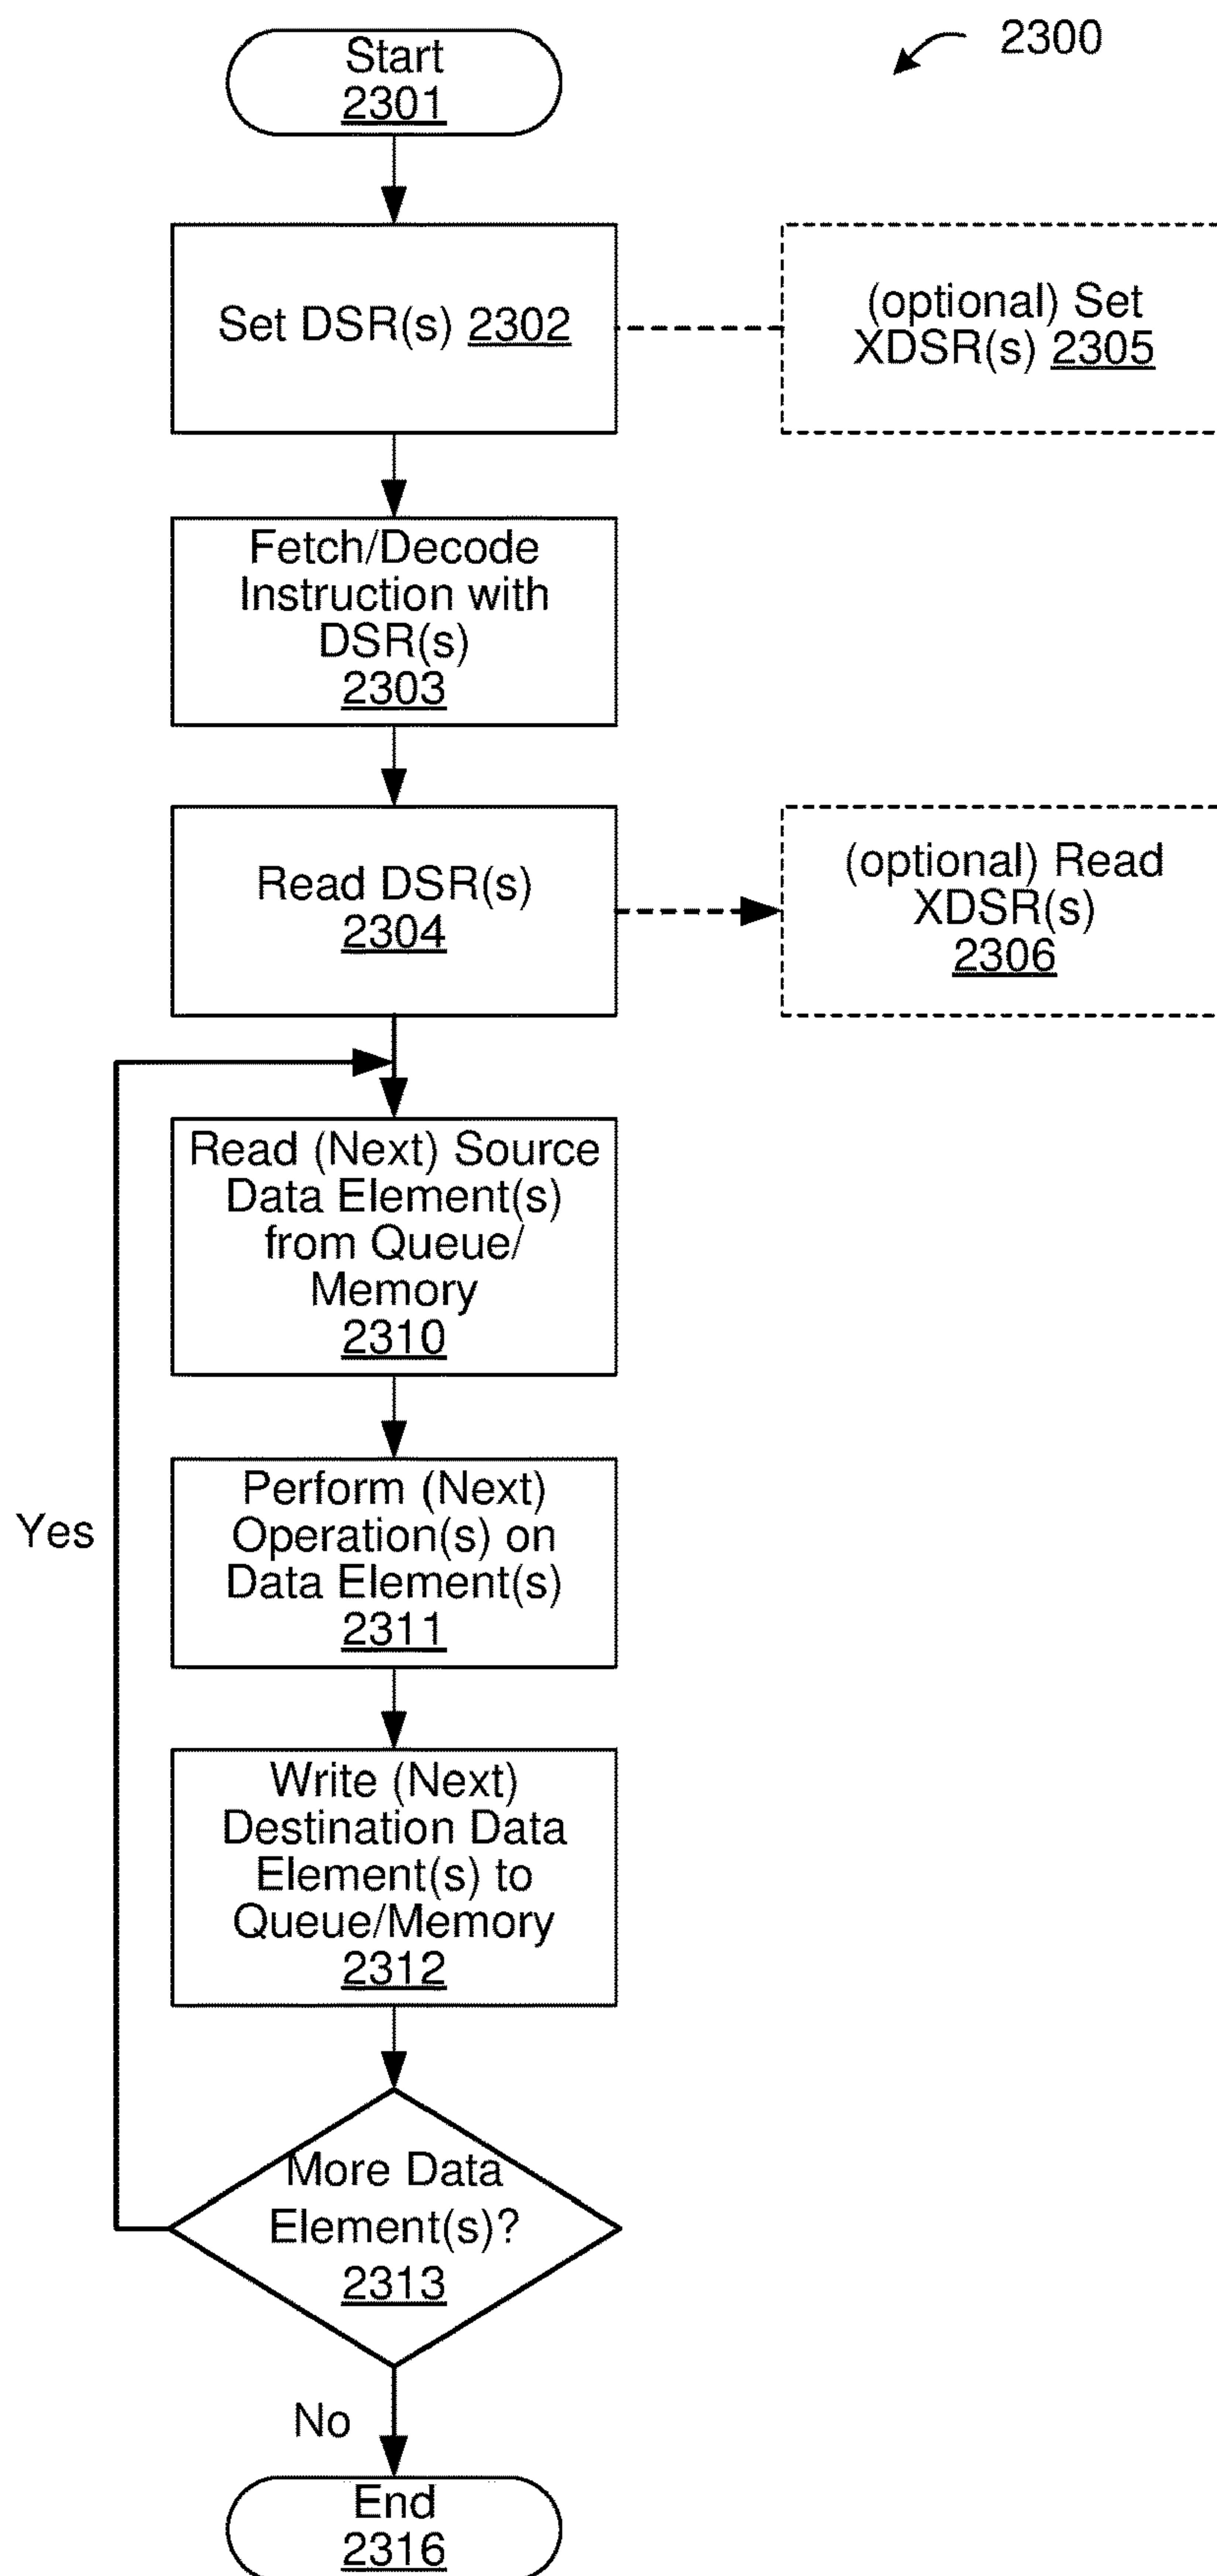 2300
Start
2301
Set DSR(s) 2302
(optional) Set
XDSR(s) 2305
Fetch/Decode
Instruction with
DSR(s)
2303
Read DSR(s)
2304
(optional) Read
XDSR(s)
2306
Read (Next) Source
Data Element(s)
from Queue/
Memory
2310
Perform (Next)
Operation(s) on
Data Element(s)
2311
Yes
Write (Next)
Destination Data
Element(s) to
Queue/Memory
2312
More Data
Element(s)?
2313
No
End
2316